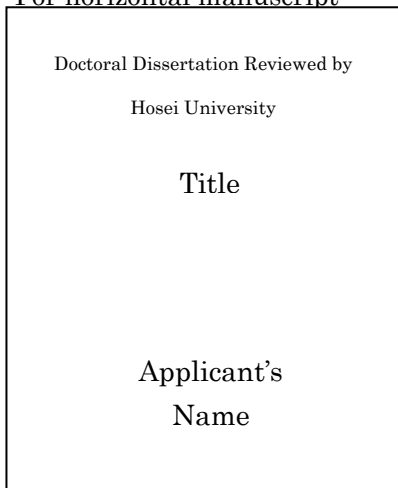 For horizontal manuscript
Doctoral Dissertation Reviewed by
Hosei University
Title
Applicant's
Name